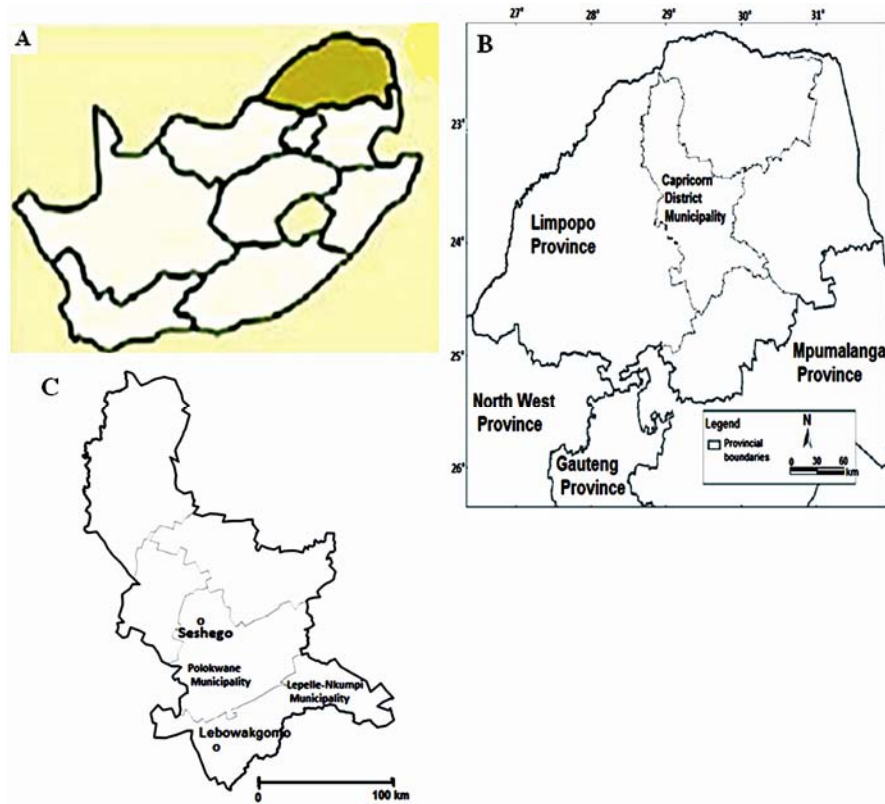 A
B
27°
28°
29°
30°
31°
23°
24°
25°
26°
Capricorn
District
Municipality
Limpopo
Province
Mpumalanga
Province
North West
Province
Gauteng
Province
Legend
Provincial
boundaries
N
0 30 60
km
C
Seshego
Polokwane
Municipality
Lepelle-Nkumpi
Municipality
Lebowakgomo
0 100 km